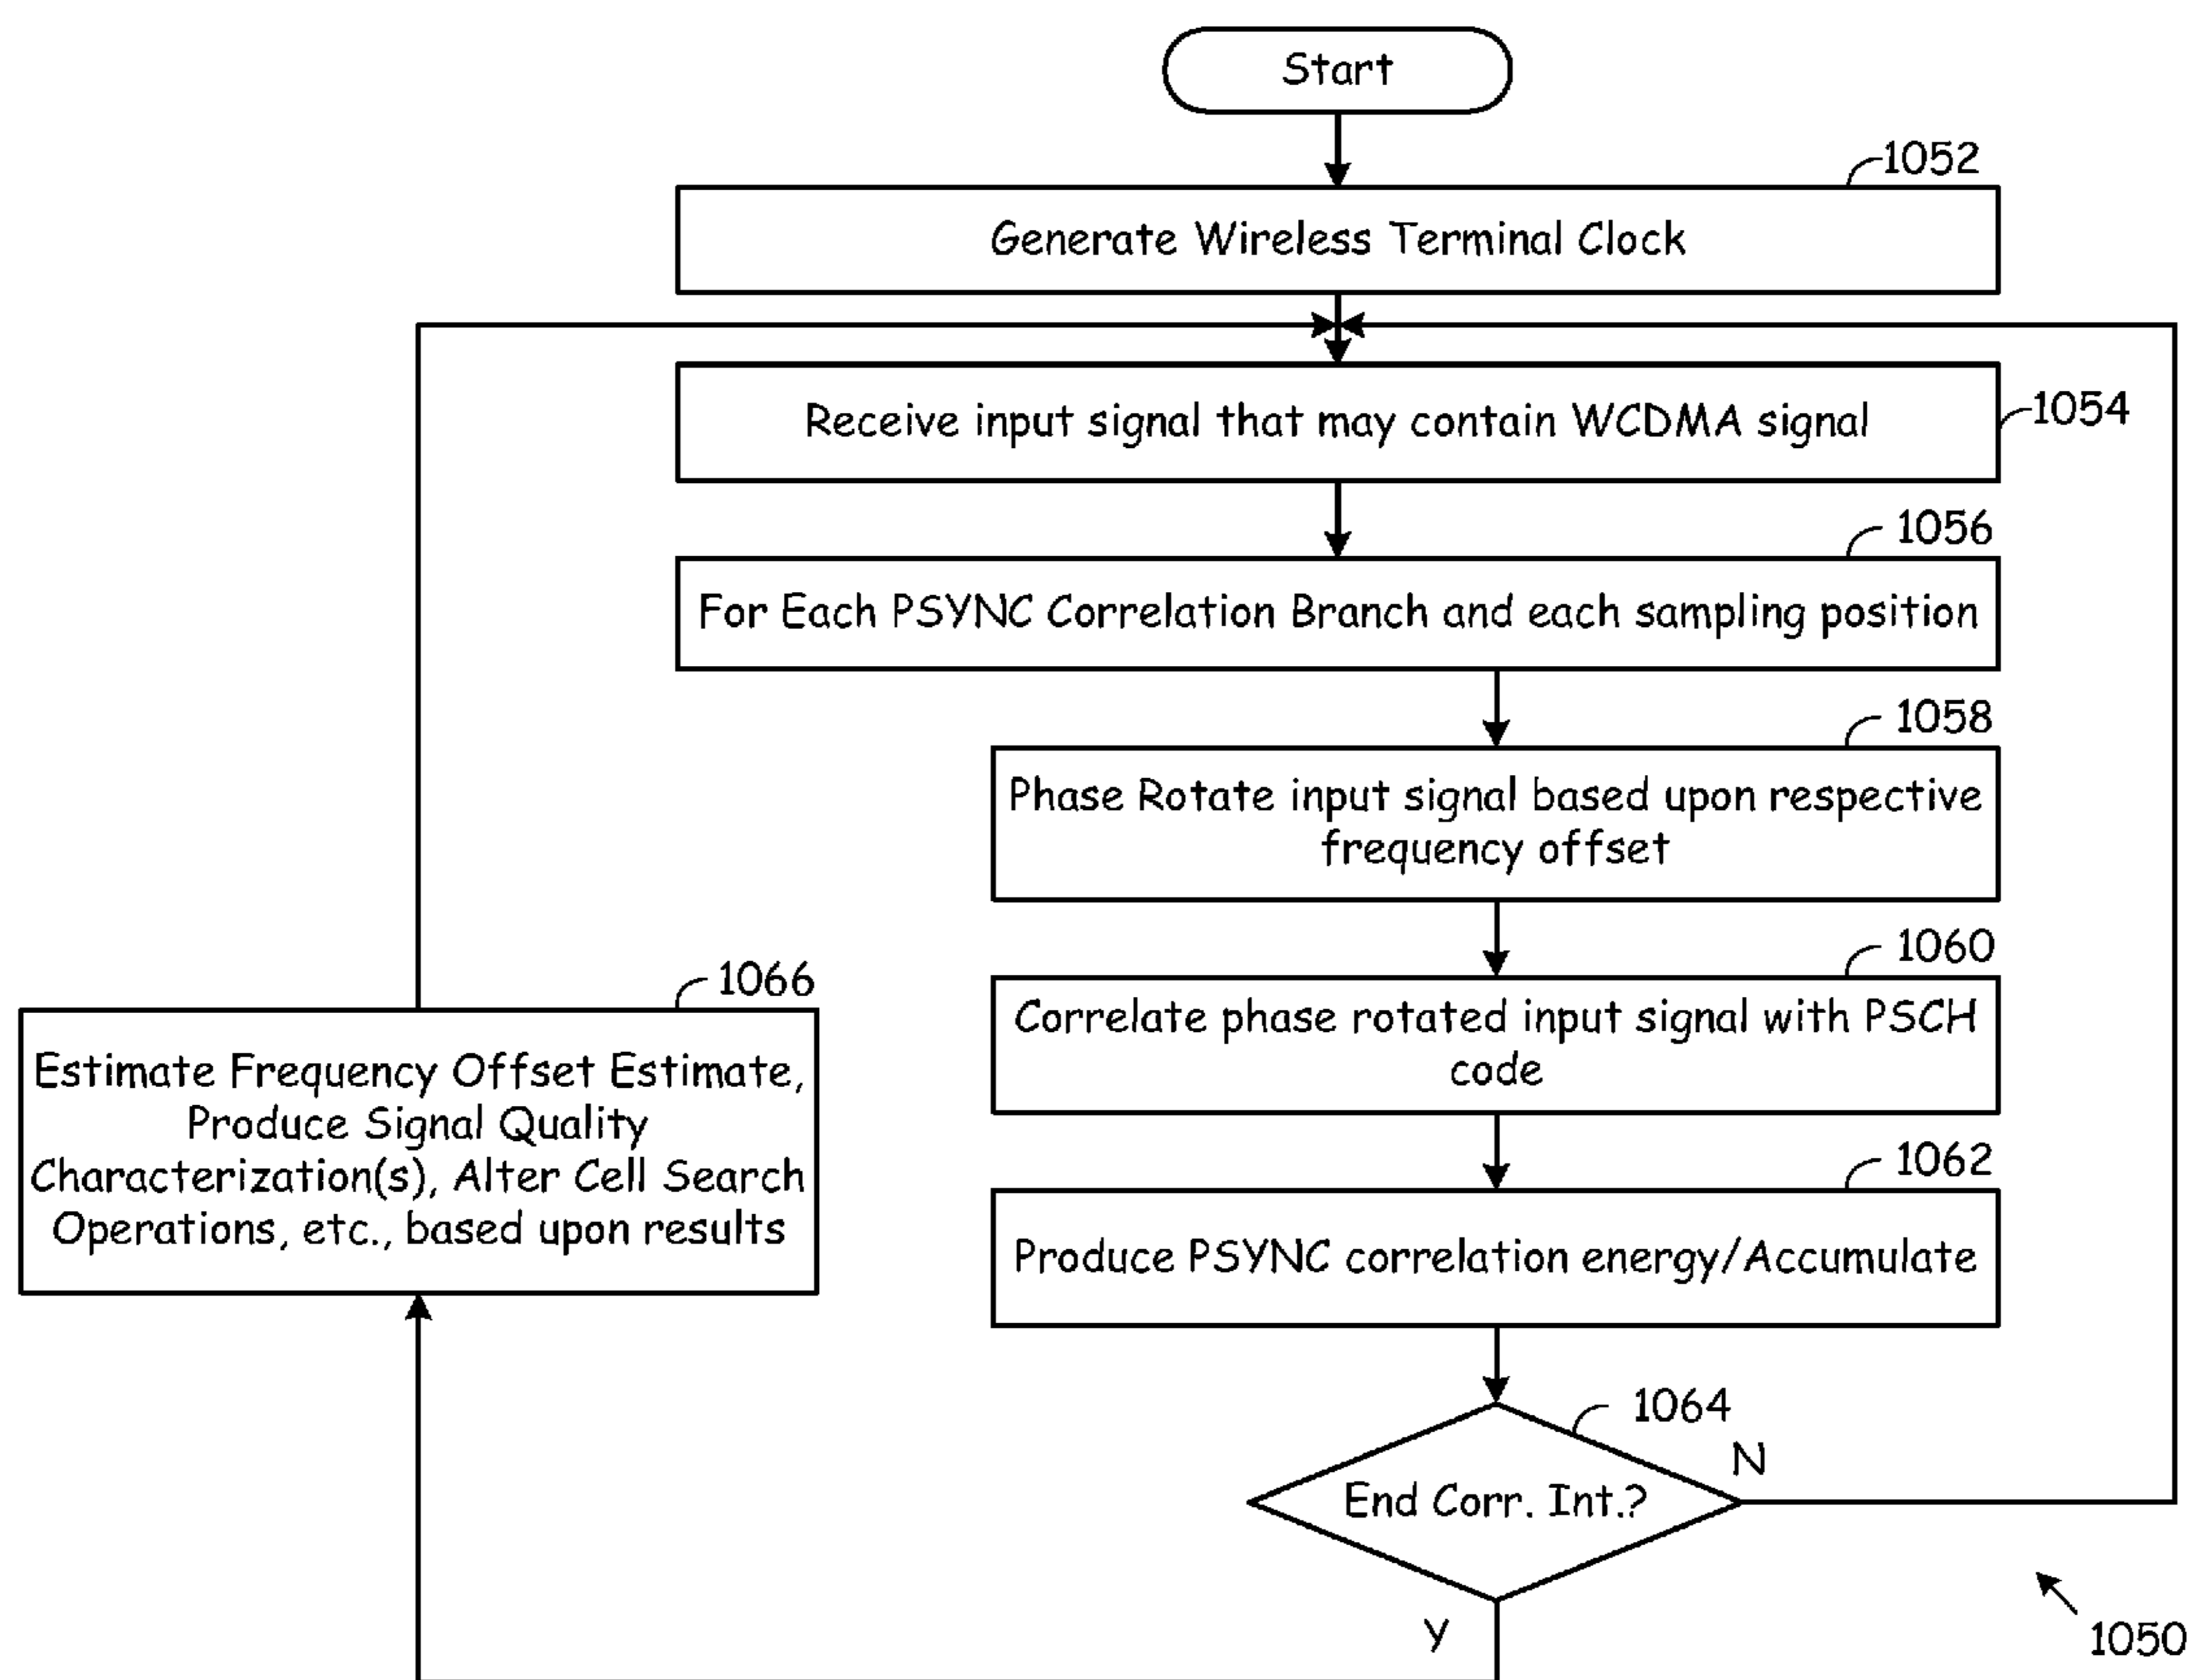 Start
1052
Generate Wireless Terminal Clock
Receive input signal that may contain WCDMA signal
1054
1056
For Each PSYNC Correlation Branch and each sampling position
1058
Phase Rotate input signal based upon respective
frequency offset
1060
Correlate phase rotated input signal with PSCH
code
1066
Estimate Frequency Offset Estimate,
Produce Signal Quality
Characterization(s), Alter Cell Search
Operations, etc., based upon results
1062
Produce PSYNC correlation energy/Accumulate
1064
N
End Corr. Int.?
Y
1050